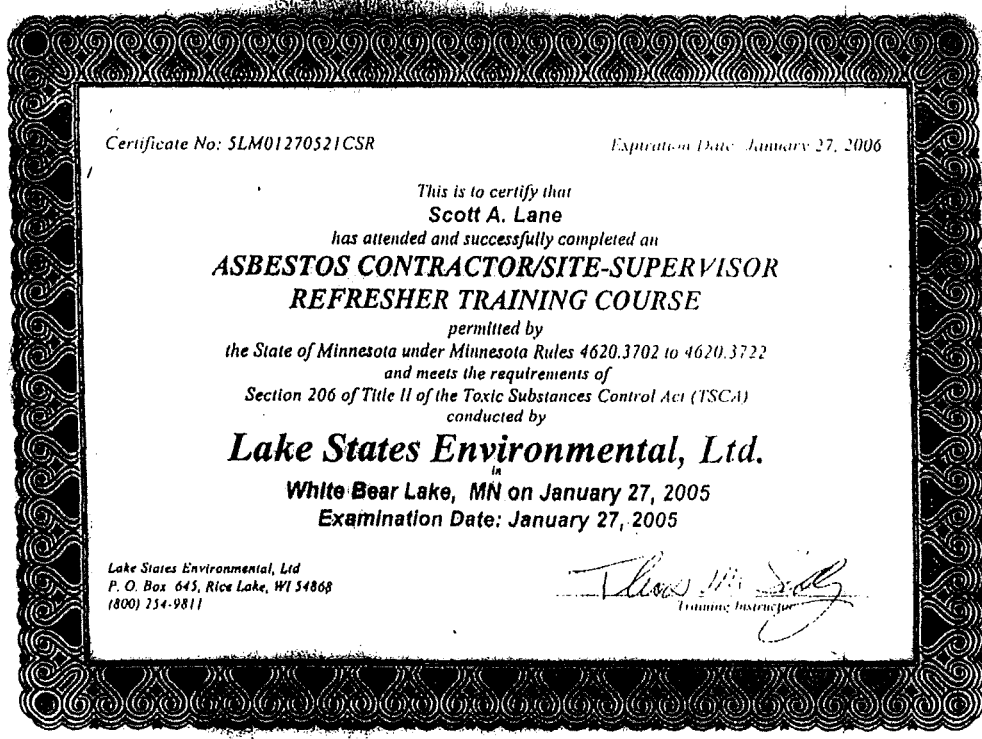 Certificate No: 5LM01270521CSR
Expiration Date January 27, 2006
This is to certify that
Scott A. Lane
has attended and successfully completed an
ASBESTOS CONTRACTOR/SITE-SUPERVISOR
REFRESHER TRAINING COURSE
permitted by
the State of Minnesota under Minnesota Rules 4620.3702 to 4620.3722
and meets the requirements of
Section 206 of Title II of the Toxic Substances Control Act (TSCA)
conducted by
Lake States Environmental, Ltd.
in
White Bear Lake, MN on January 27, 2005
Examination Date: January 27, 2005
Lake States Environmental, Ltd
P. O. Box 645, Rice Lake, WI 54868
(800) 254-9811
Training Instructor